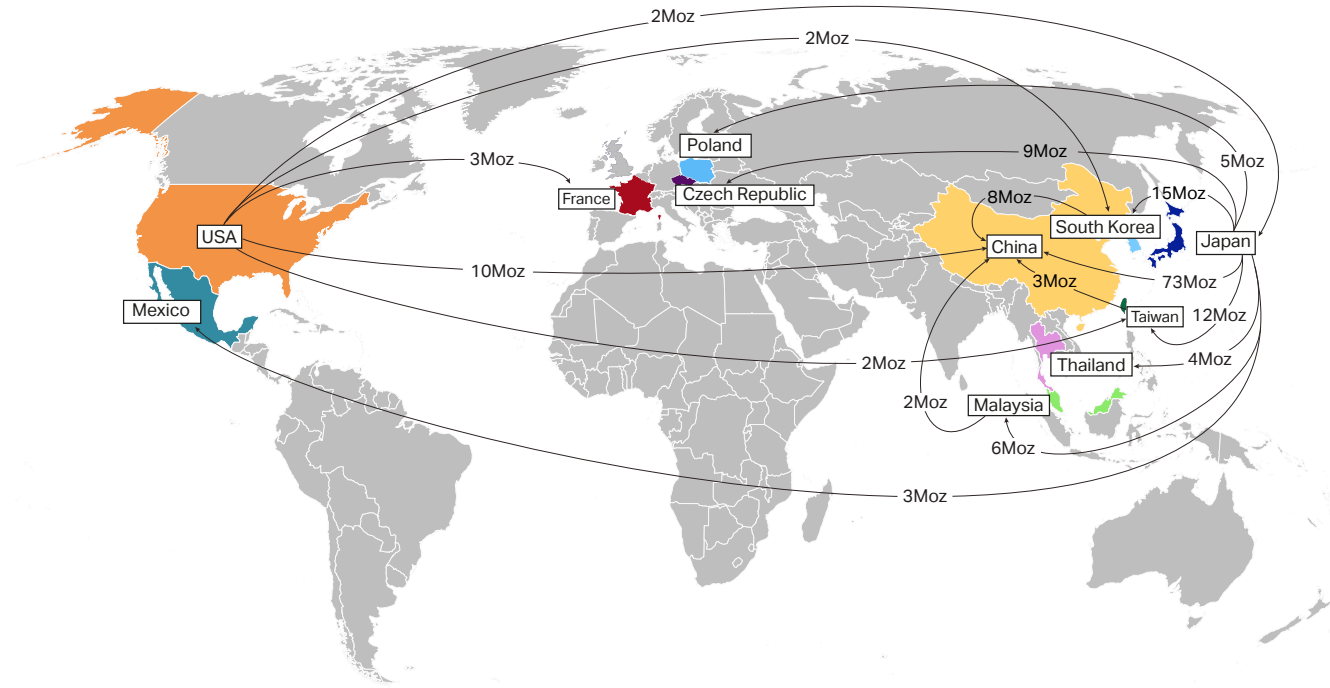 2Moz
2Moz
Poland
9Moz
3Moz
5Moz
Czech Republic
France
8Moz
15Moz
South Korea
USA
China
Japan
10Moz
3Moz
73Moz
Mexico
Taiwan
12Moz
2Moz
Thailand
4Moz
2Moz
Malaysia
6Moz
3Moz